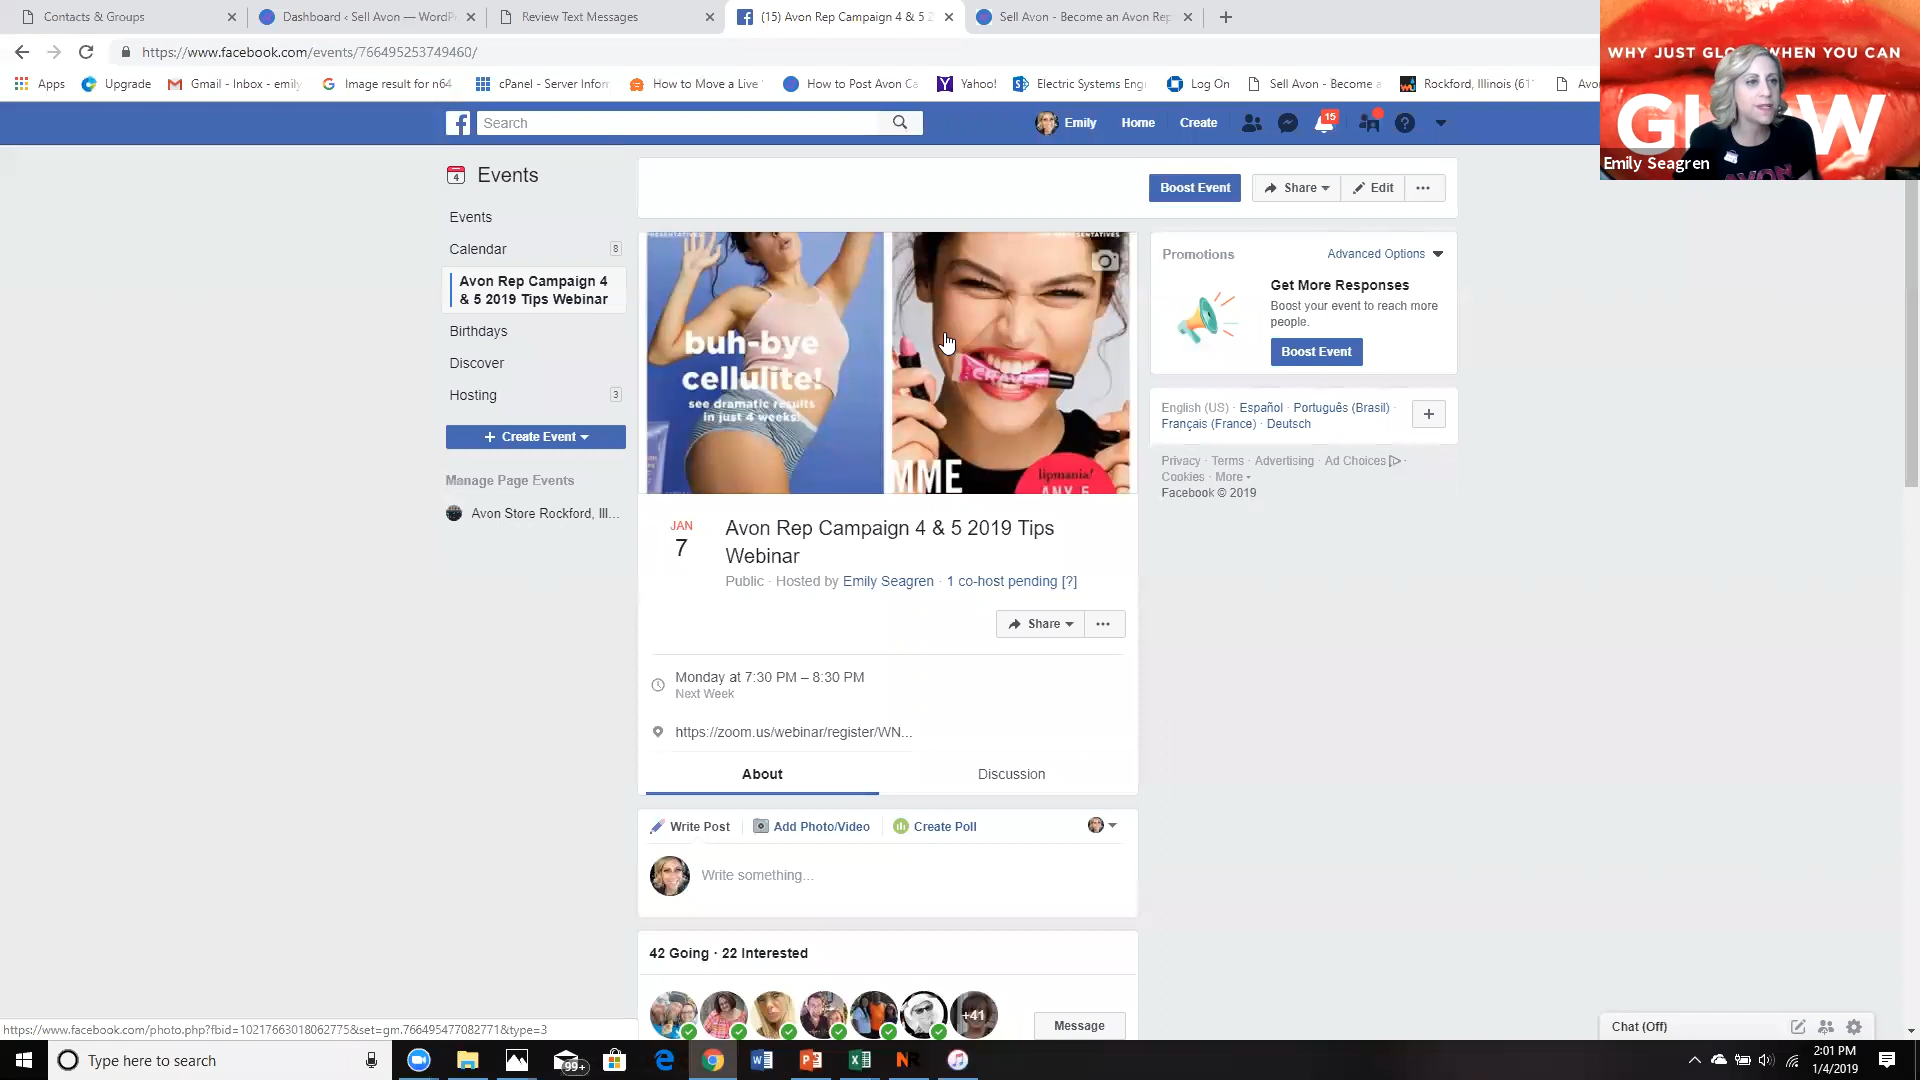 Contacts & Groups
Dashboard ‹ Sell Avon — WordP
Review Text Messages
(15) Avon Rep Campaign 4 & 5 2
Sell Avon - Become an Avon Rep
https://www.facebook.com/events/766495253749460/
Apps
Upgrade
Gmail - Inbox - emily
Image result for n64
cPanel - Server Infor
How to Move a Live
How to Post Avon Ca
Yahoo!
Electric Systems Eng
Log On
Sell Avon - Become a
Rockford, Illinois (61
Avo
WHY JUST GLO WHEN YOU CAN
GL W
AVON
Emily Seagren
Search
Emily
Home
Create
15
4
Events
Events
Calendar
8
Avon Rep Campaign 4
& 5 2019 Tips Webinar
Birthdays
Discover
Hosting
3
+ Create Event
Manage Page Events
Avon Store Rockford, Ill...
Boost Event
Share
Edit
buh-bye
cellulite!
see dramatic results
in just 4 weeks!
CRAVE
MME
lipmania!
ANY 5
JAN
7
Avon Rep Campaign 4 & 5 2019 Tips
Webinar
Public · Hosted by Emily Seagren · 1 co-host pending [?]
Share
Monday at 7:30 PM – 8:30 PM
Next Week
https://zoom.us/webinar/register/WN...
About
Discussion
Write Post
Add Photo/Video
Create Poll
Write something...
42 Going · 22 Interested
+41
Message
Promotions
Advanced Options
Get More Responses
Boost your event to reach more
people.
Boost Event
English (US) · Español · Português (Brasil) ·
Français (France) · Deutsch
Privacy · Terms · Advertising · Ad Choices ·
Cookies · More
Facebook © 2019
https://www.facebook.com/photo.php?fbid=10217663018062775&set=gm.766495477082771&type=3
Chat (Off)
Type here to search
99+
2:01 PM
1/4/2019